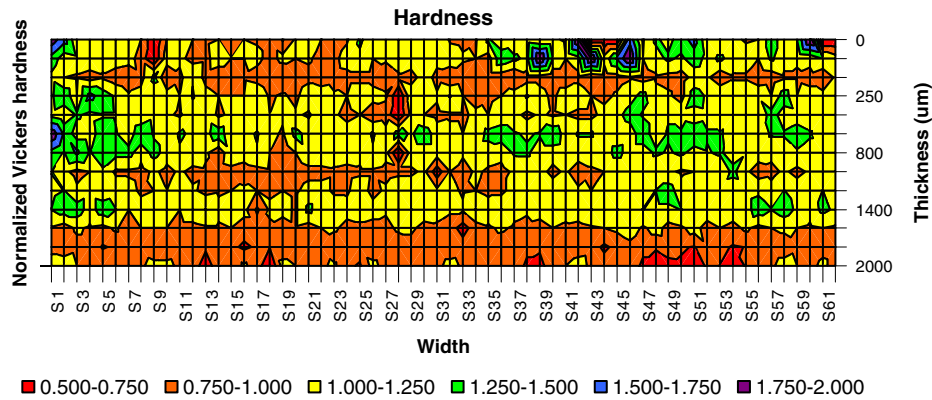 Hardness
Normalized Vickers hardness
0
250
800
1400
2000
Thickness (um)
S1 S3 S5 S7 S9 S11 S13 S15 S17 S19 S21 S23 S25 S27 S29 S31 S33 S35 S37 S39 S41 S43 S45 S47 S49 S51 S53 S55 S57 S59 S61
Width
0.500-0.750 0.750-1.000 1.000-1.250 1.250-1.500 1.500-1.750 1.750-2.000